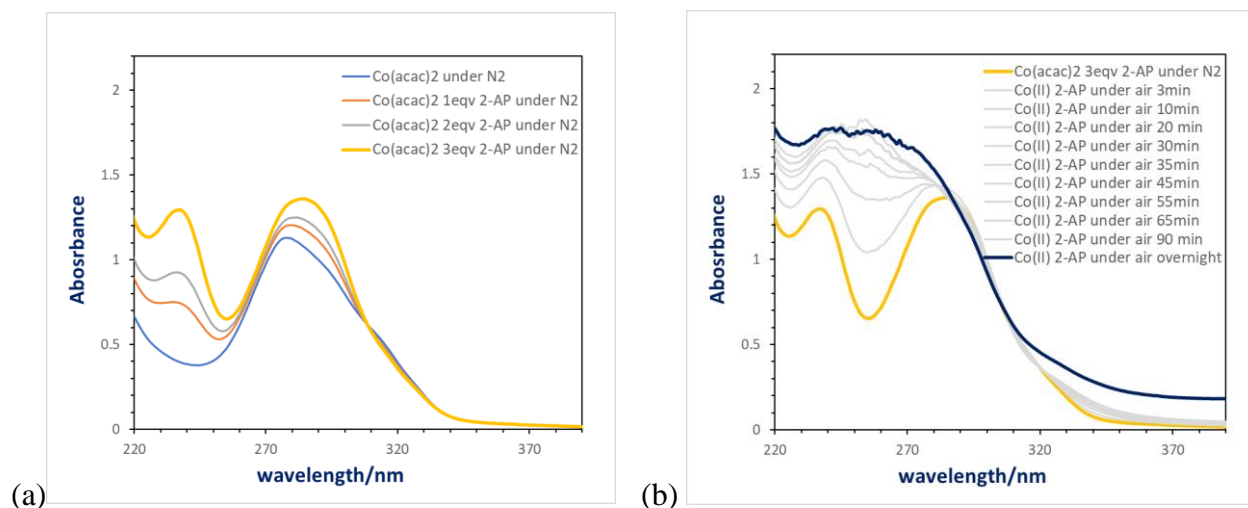 Co(acac)2 under N2
Co(acac)2 1eqv 2-AP under N2
Co(acac)2 2eqv 2-AP under N2
Co(acac)2 3eqv 2-AP under N2
2
1.5
1
0.5
0
220
270
320
370
Abosrbance
wavelength/nm
(a)
Co(acac)2 3eqv 2-AP under N2
Co(II) 2-AP under air 3min
Co(II) 2-AP under air 10min
Co(II) 2-AP under air 20 min
Co(II) 2-AP under air 30min
Co(II) 2-AP under air 35min
Co(II) 2-AP under air 45min
Co(II) 2-AP under air 55min
Co(II) 2-AP under air 65min
Co(II) 2-AP under air 90 min
Co(II) 2-AP under air overnight
2
1.5
1
0.5
0
220
270
320
370
Abosrbance
wavelength/nm
(b)